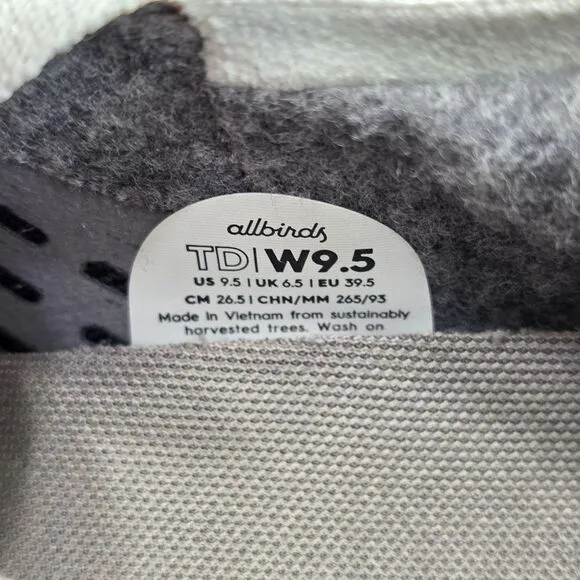 allbirds
TD|W9.5
US 9.5 | UK 6.5 | EU 39.5
CM 26.5 | CHN/MM 265/93
Made in Vietnam from sustainably
harvested trees. Wash on